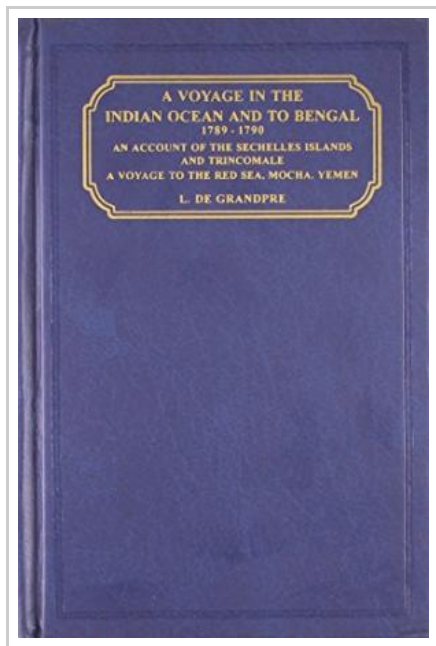 A VOYAGE IN THE
INDIAN OCEAN AND TO BENGAL
1789 - 1790
AN ACCOUNT OF THE SECHELLES ISLANDS
AND TRINCOMALE
A VOYAGE TO THE RED SEA, MOCHA, YEMEN
L. DE GRANDPRE